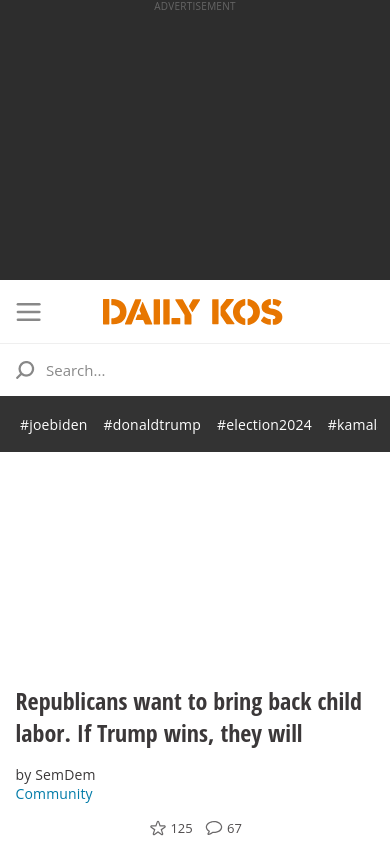 ADVERTISEMENT
DAILY KOS
Search...
#joebiden #donaldtrump #election2024 #kamal
Republicans want to bring back child
labor. If Trump wins, they will
by SemDem
Community
125 67